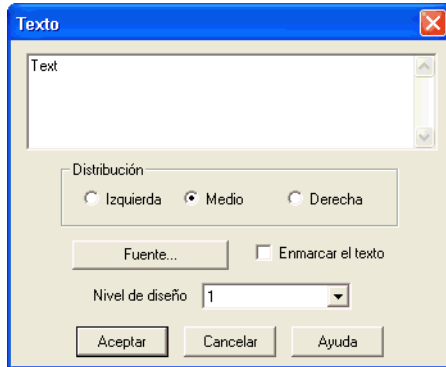 Texto
Text
Distribución
Izquierda Medio Derecha
Fuente... Enmarcar el texto
Nivel de diseño 1
Aceptar Cancelar Ayuda